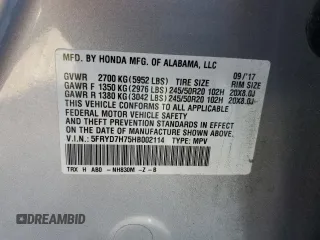 MFD. BY HONDA MFG. OF ALABAMA, LLC
09/'17
GVWR 2700 KG(5952 LBS) TIRE SIZE RIM SIZE
GAWR F 1350 KG(2976 LBS)245/50R20 102H 20X8.0J
GAWR R 1380 KG(3042 LBS)245/50R20 102H 20X8.0J
THIS VEHICLE CONFORMS TO ALL APPLICABLE
FEDERAL MOTOR VEHICLE SAFETY AND THEFT
PREVENTION STANDARDS IN EFFECT ON THE DATE
OF MANUFACTURE SHOWN ABOVE.
V.I.N.: 5FRYD7H75HB002114 TYPE: MPV
TRX H AB0 -NH830M -Z -B
DREAMBID